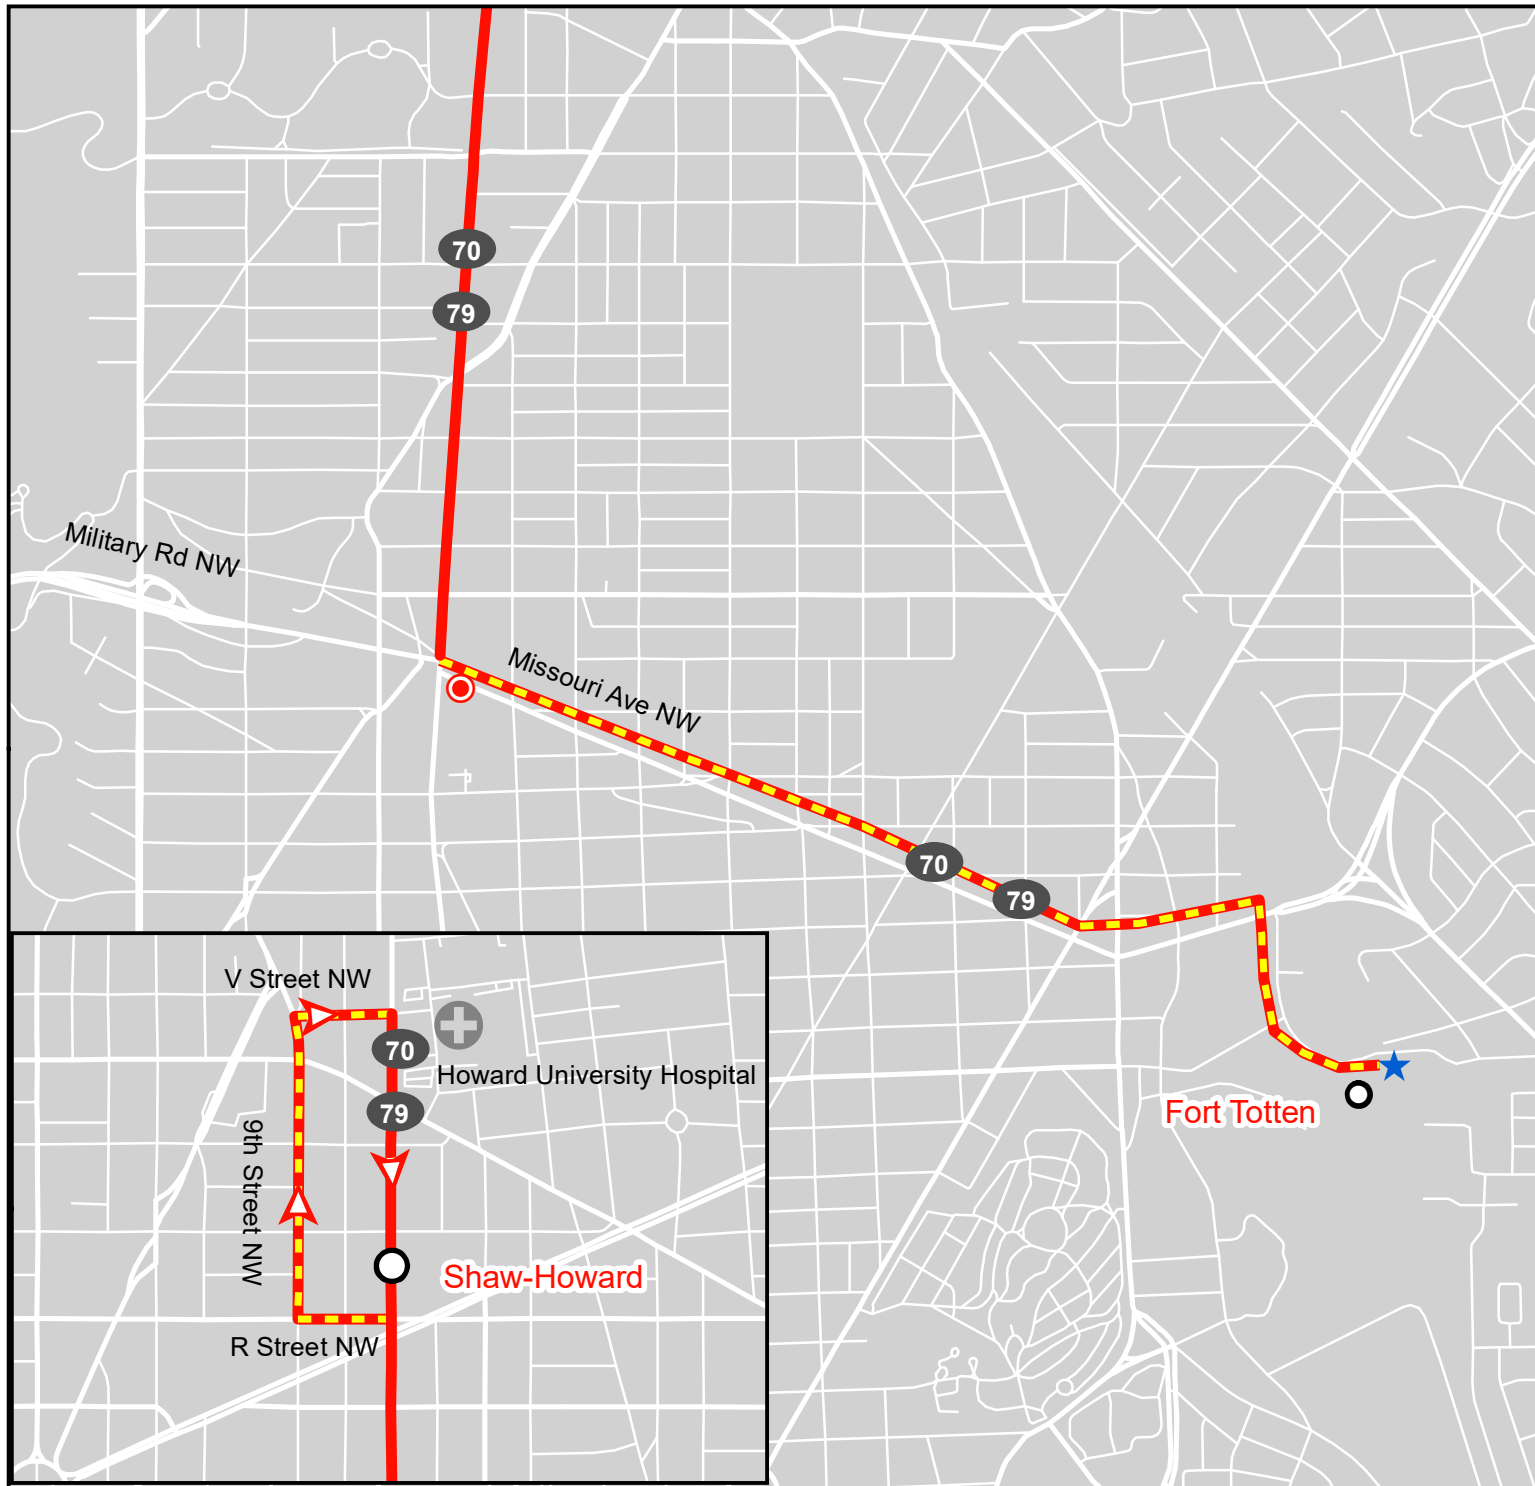 70
79
Military Rd NW
Missouri Ave NW
70
79
Fort Totten
V Street NW
70
Howard University Hospital
79
9th Street NW
Shaw-Howard
R Street NW